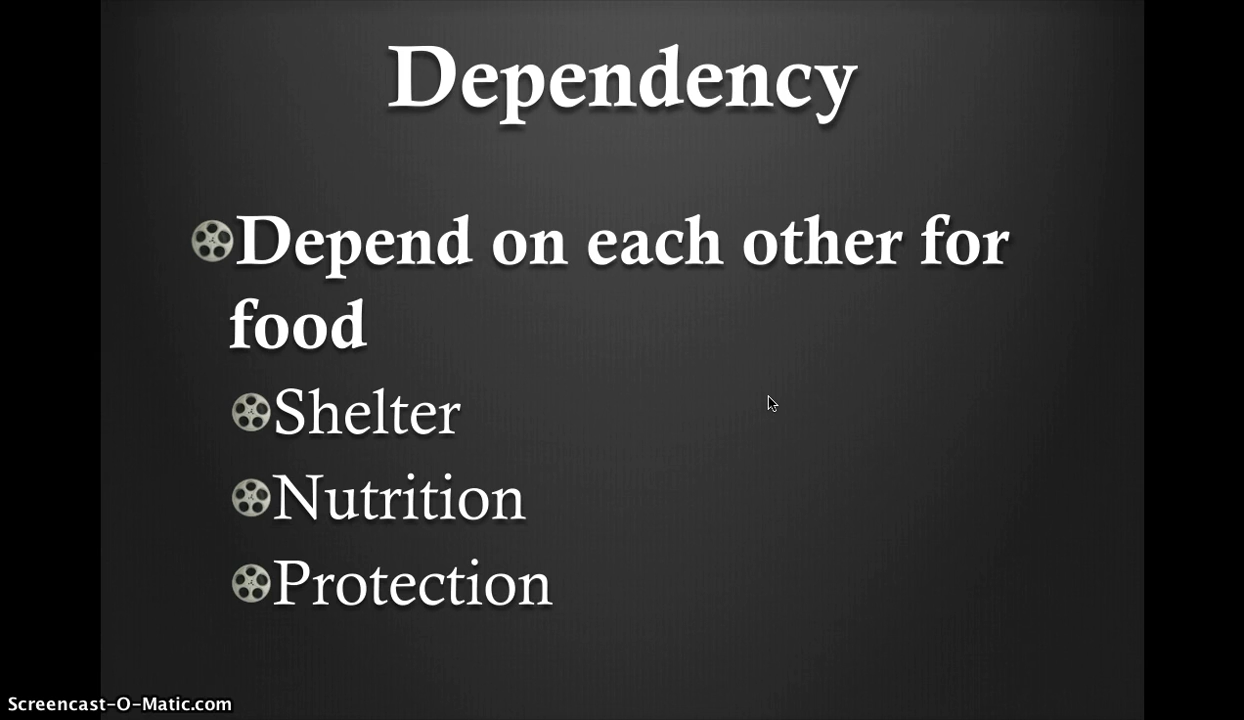 Dependency
Depend on each other for
food
Shelter
Nutrition
Protection
Screencast-O-Matic.com